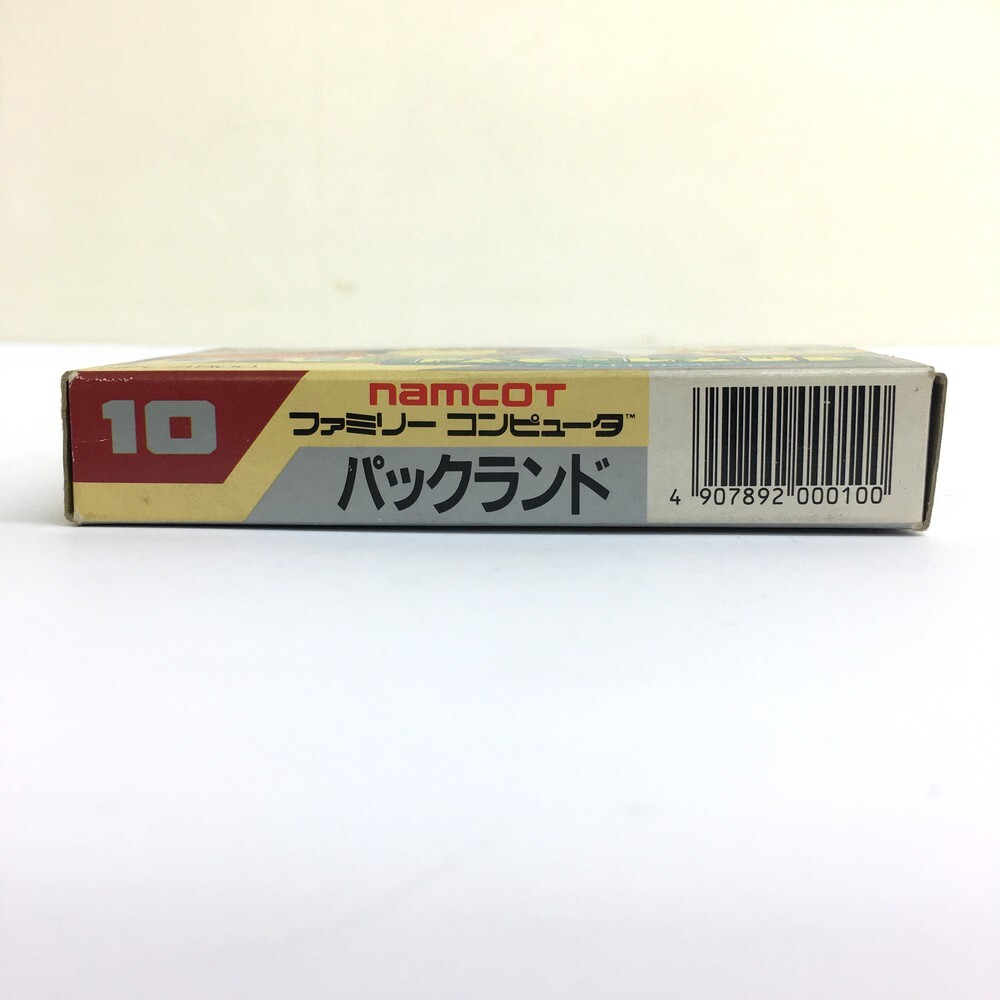 10
namcot
ファミリー コンピュータ™
パックランド
4 907892 000100